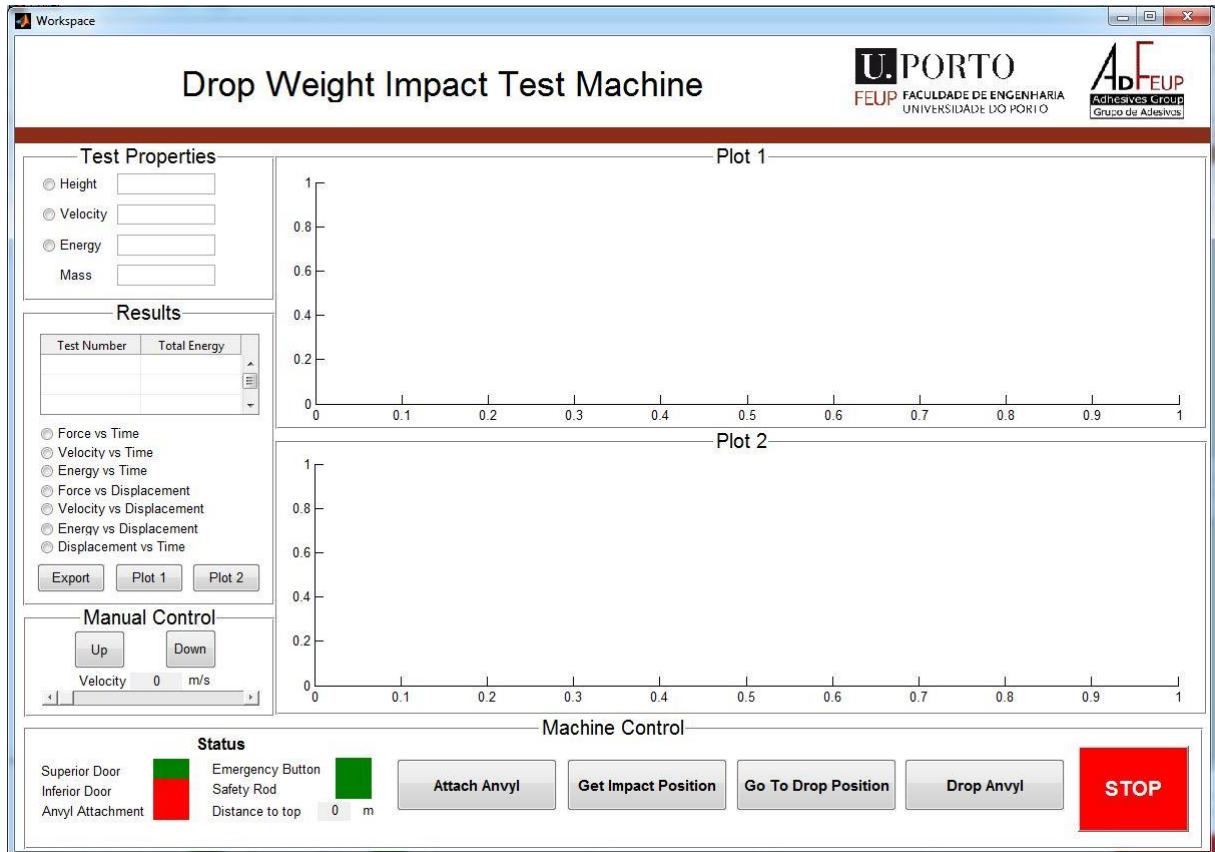 Workspace
Drop Weight Impact Test Machine
U. PORTO
FEUP FACULDADE DE ENGENHARIA
UNIVERSIDADE DO PORTO
ADFEUP
Adhesives Group
Grupo de Adesivos
Test Properties
Height
Velocity
Energy
Mass
Results
Test Number Total Energy
Force vs Time
Velocity vs Time
Energy vs Time
Force vs Displacement
Velocity vs Displacement
Energy vs Displacement
Displacement vs Time
Export Plot 1 Plot 2
Manual Control
Up Down
Velocity 0 m/s
Plot 1
1
0.8
0.6
0.4
0.2
0
0 0.1 0.2 0.3 0.4 0.5 0.6 0.7 0.8 0.9 1
Plot 2
1
0.8
0.6
0.4
0.2
0
0 0.1 0.2 0.3 0.4 0.5 0.6 0.7 0.8 0.9 1
Machine Control
Status
Superior Door
Inferior Door
Anvyl Attachment
Emergency Button
Safety Rod
Distance to top 0 m
Attach Anvyl
Get Impact Position
Go To Drop Position
Drop Anvyl
STOP